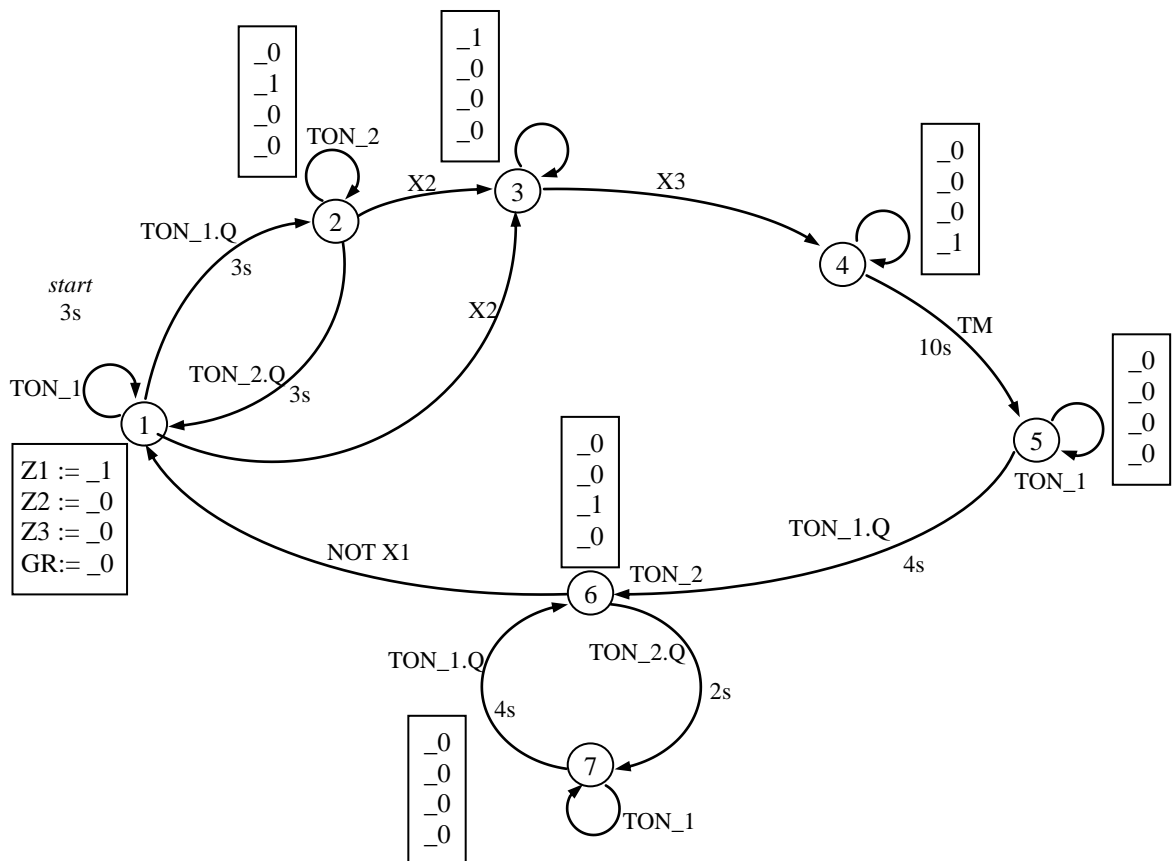 _0
_1
_0
_0
_1
_0
_0
_0
TON_2
X2
3
X3
_0
_0
_0
_1
2
TON_1.Q
3s
4
start
3s
X2
TM
10s
TON_1
TON_2.Q
3s
1
_0
_0
_0
_0
5
TON_1
Z1 := _1
Z2 := _0
Z3 := _0
GR:= _0
_0
_0
_1
_0
TON_1.Q
4s
NOT X1
TON_2
6
TON_1.Q
TON_2.Q
4s
2s
_0
_0
_0
_0
7
TON_1